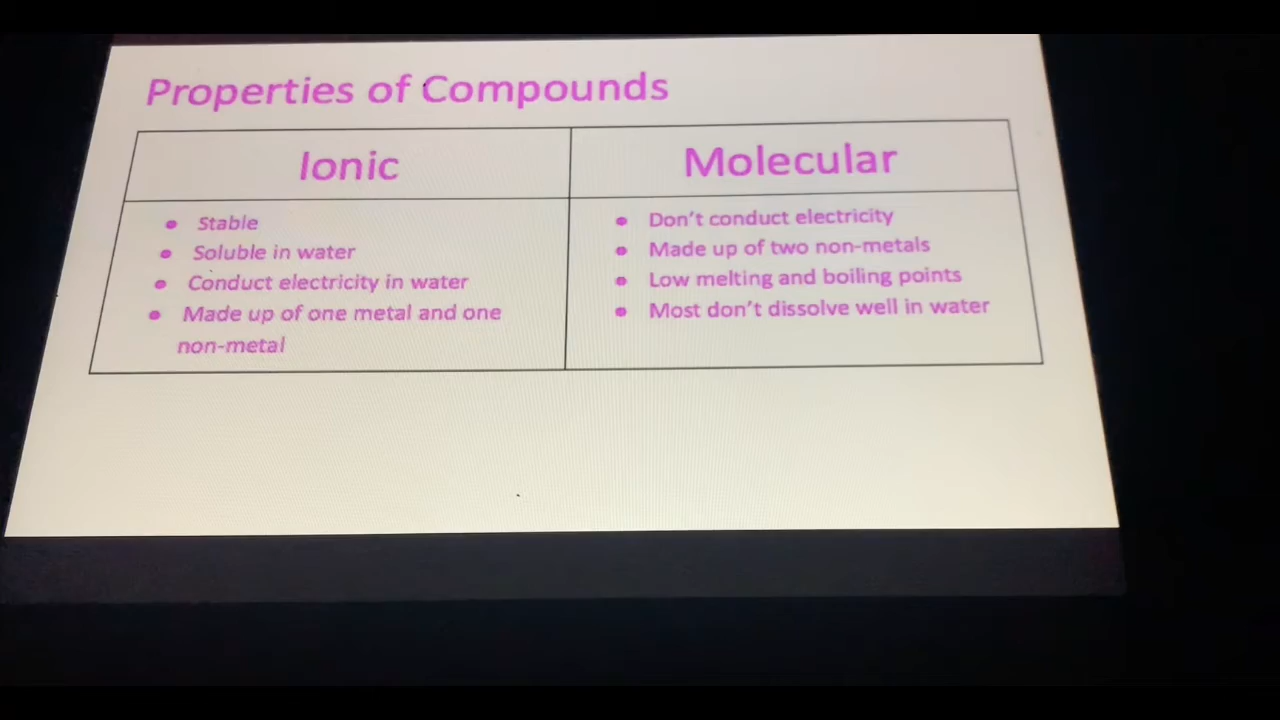 Properties of Compounds
Ionic
Molecular
• Stable
• Soluble in water
• Conduct electricity in water
• Made up of one metal and one
non-metal
• Don't conduct electricity
• Made up of two non-metals
• Low melting and boiling points
• Most don't dissolve well in water